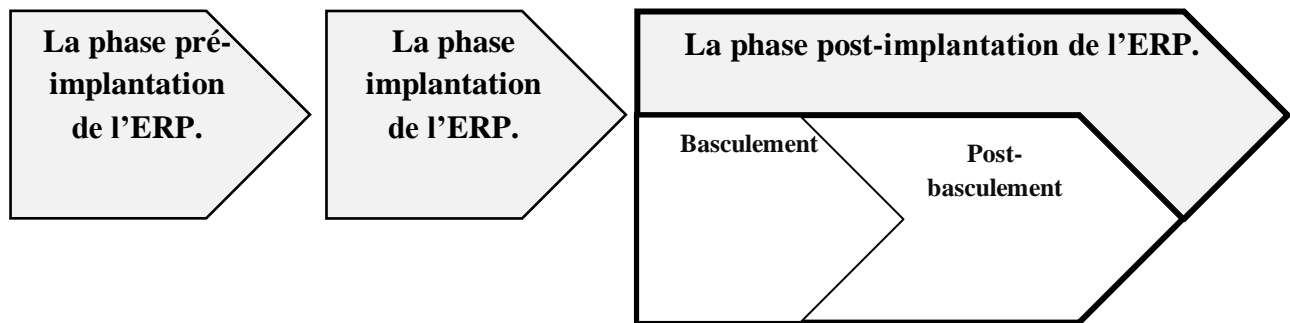 La phase pré-
implantation
de l’ERP.
La phase
implantation
de l’ERP.
La phase post-implantation de l’ERP.
Basculement
Post-
basculement